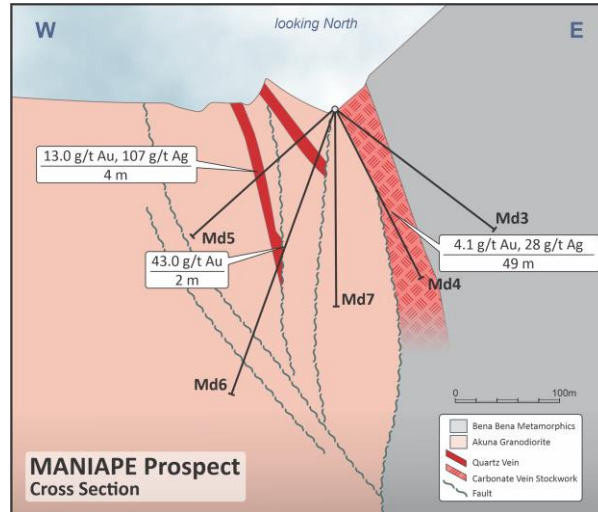 W
looking North
E
13.0 g/t Au, 107 g/t Ag
4 m
Md3
Md5
4.1 g/t Au, 28 g/t Ag
49 m
43.0 g/t Au
2 m
Md4
Md7
Md6
0
100m
Bena Bena Metamorphics
Akuna Granodiorite
Quartz Vein
Carbonate Vein Stockwork
Fault
MANIAPE Prospect
Cross Section